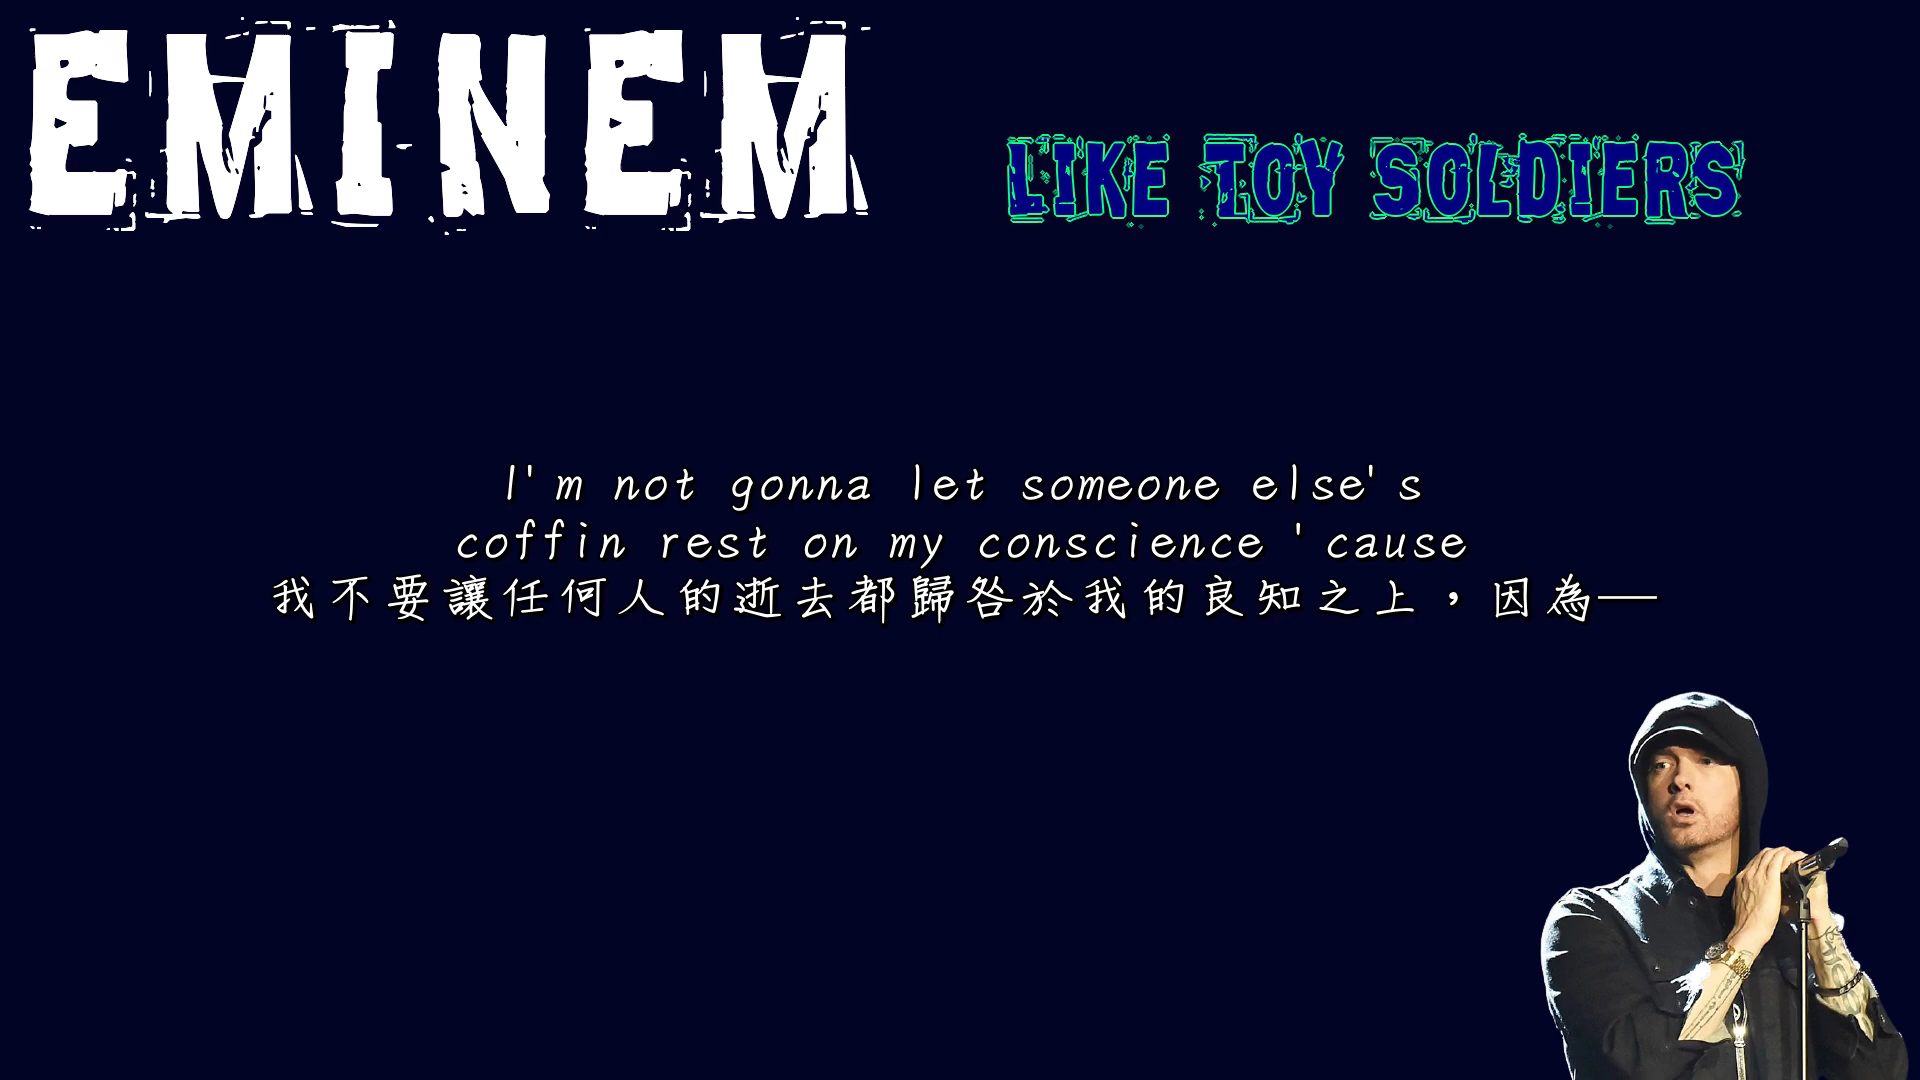 EMINEM
LIKE TOY SOLDIERS
I'm not gonna let someone else's
coffin rest on my conscience 'cause
我不要讓任何人的逝去都歸咎於我的良知之上，因為——